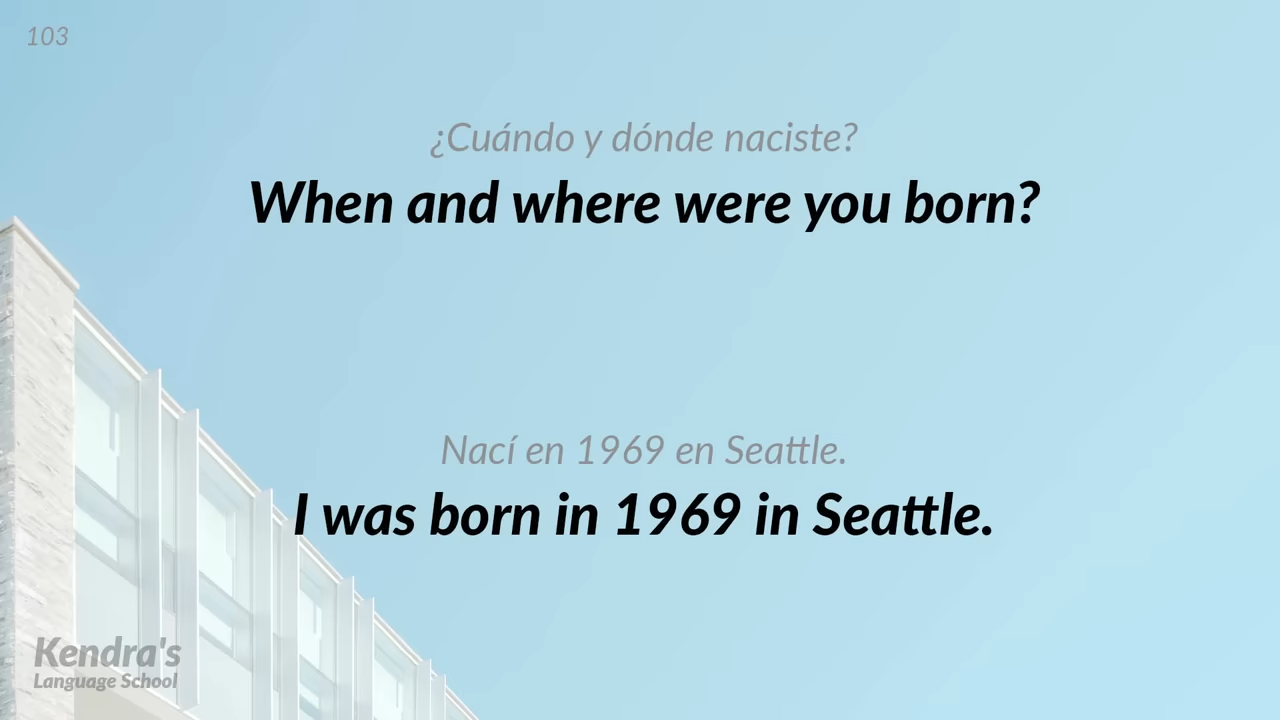 103
¿Cuándo y dónde naciste?
When and where were you born?
Nací en 1969 en Seattle.
I was born in 1969 in Seattle.
Kendra's
Language School